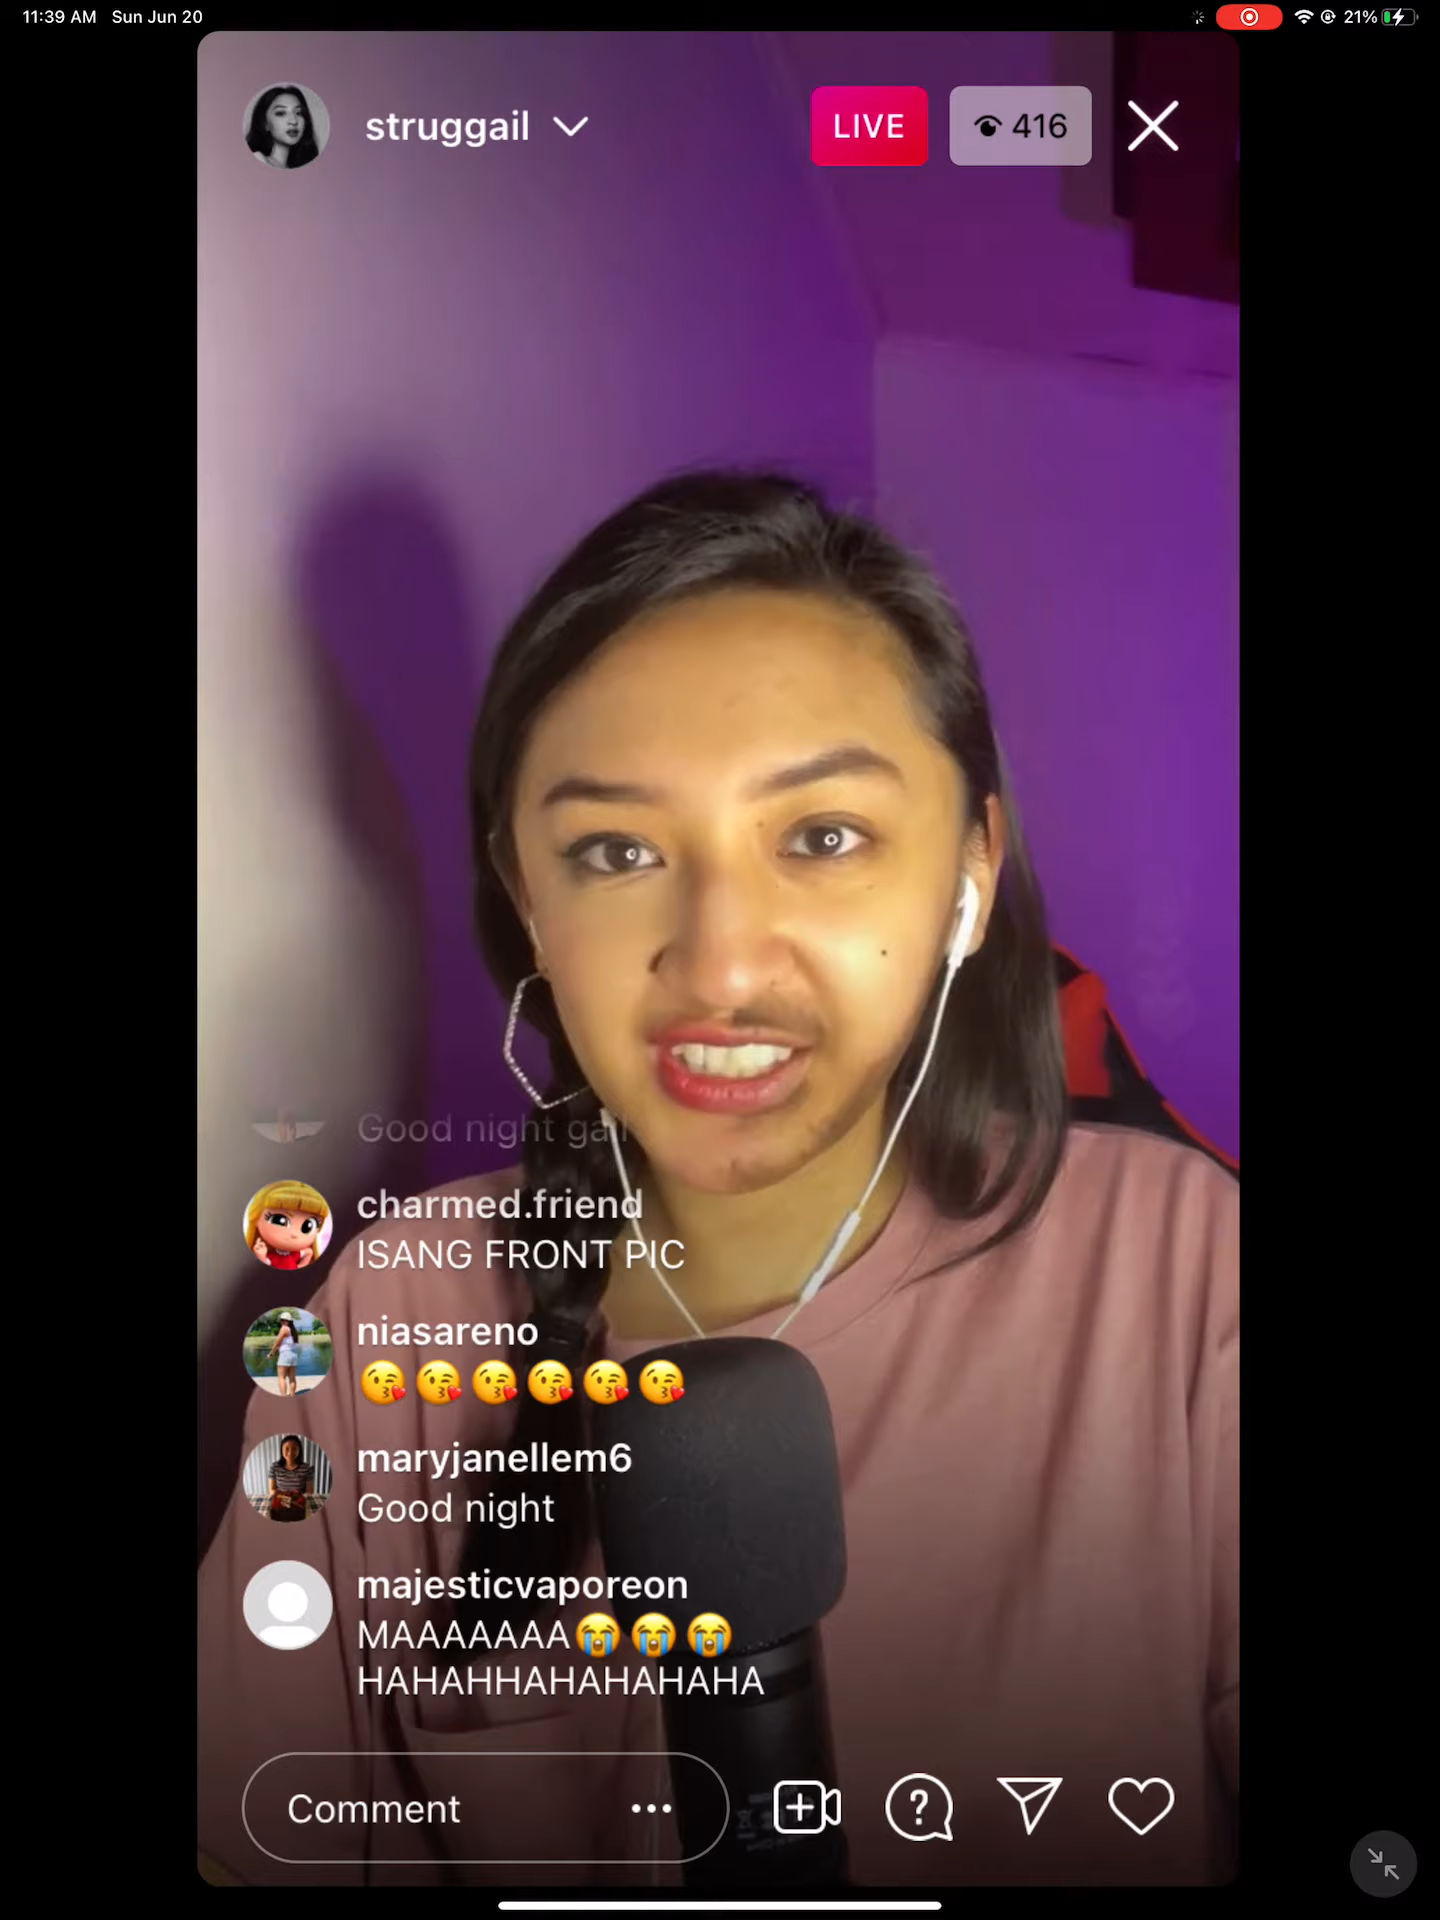 11:39 AM Sun Jun 20
21%
struggail
LIVE
416
Good night gail
charmed.friend
ISANG FRONT PIC
niasareno
😘😘😘😘😘😘
maryjanellem6
Good night
majesticvaporeon
MAAAAAAA😭😭😭
HAHAHHAHAHAHAHA
Comment